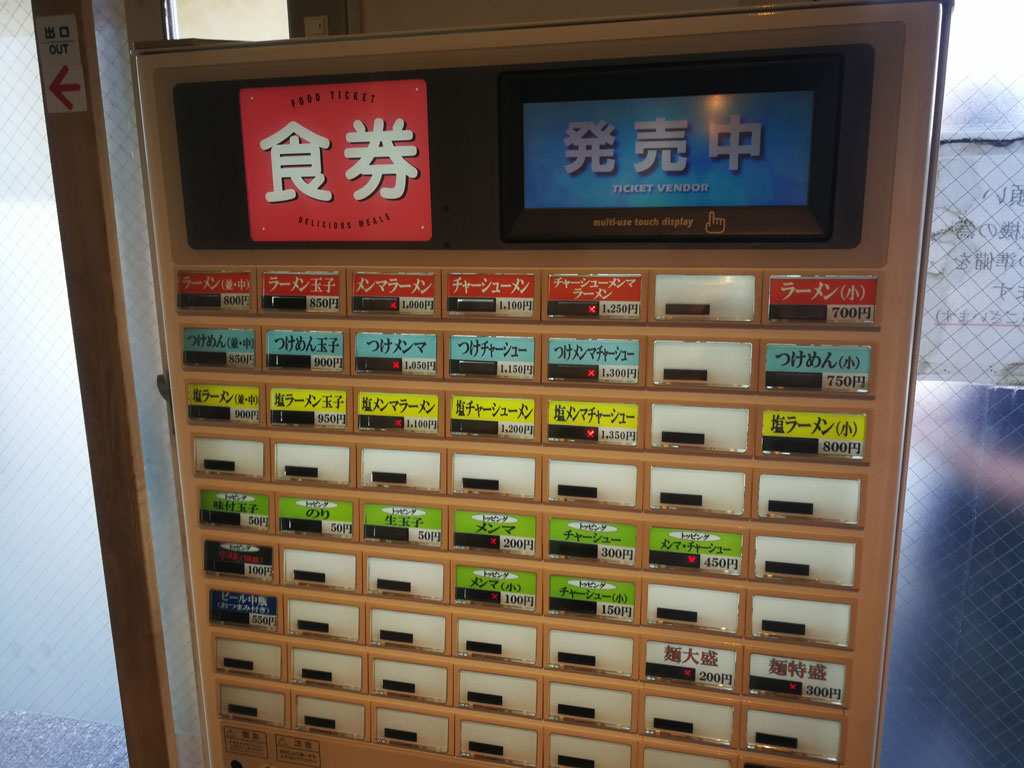 出口
OUT
FOOD TICKET
食券
DELICIOUS MEALS
発売中
TICKET VENDOR
multi-use touch display
ラーメン(並・中)
800円
ラーメン玉子
850円
メンマラーメン
1,000円
チャーシューメン
1,100円
チャーシューメンマ
ラーメン
1,250円
ラーメン(小)
700円
つけめん(並・中)
850円
つけめん玉子
900円
つけメンマ
1,050円
つけチャーシュー
1,150円
つけメンマチャーシュー
1,300円
つけめん(小)
750円
塩ラーメン(並・中)
900円
塩ラーメン玉子
950円
塩メンマラーメン
1,100円
塩チャーシューメン
1,200円
塩メンマチャーシュー
1,350円
塩ラーメン(小)
800円
トッピング
味付玉子
50円
トッピング
のり
50円
トッピング
生玉子
50円
トッピング
メンマ
200円
トッピング
チャーシュー
300円
トッピング
メンマ・チャーシュー
450円
トッピング
100円
トッピング
メンマ(小)
100円
トッピング
チャーシュー(小)
150円
ビール中瓶
(おつまみ付き)
550円
麺大盛
200円
麺特盛
300円
警告
注意